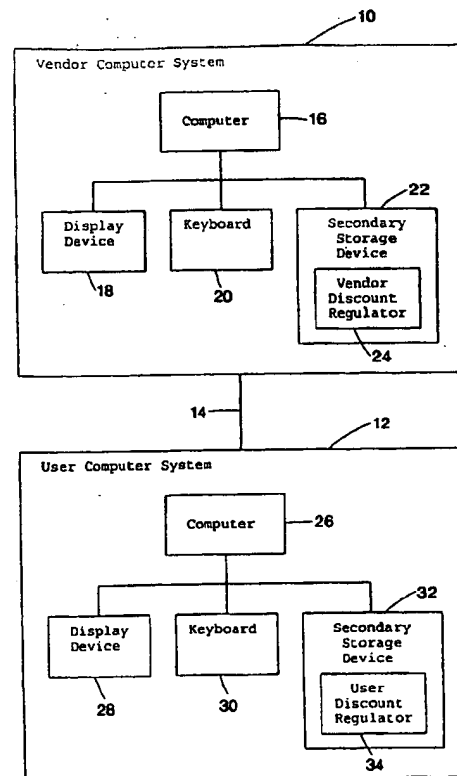 10
Vendor Computer System
Computer
16
22
Display
Device
18
Keyboard
20
Secondary
Storage
Device
Vendor
Discount
Regulator
24
14
12
User Computer System
Computer
26
32
Display
Device
28
Keyboard
30
Secondary
Storage
Device
User
Discount
Regulator
34